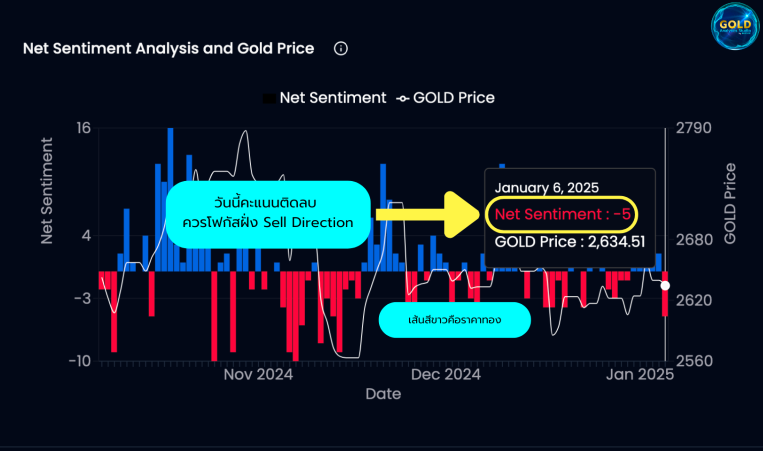 GOLD
Net Sentiment Analysis and Gold Price
Net Sentiment GOLD Price
16
4
-3
-10
Net Sentiment
2790
2680
2620
2560
GOLD Price
วันนี้คะแนนติดลบ
ควรโฟกัสฝั่ง Sell Direction
January 6, 2025
Net Sentiment : -5
GOLD Price : 2,634.51
เส้นสีขาวคือราคาทอง
Nov 2024 Dec 2024 Jan 2025
Date